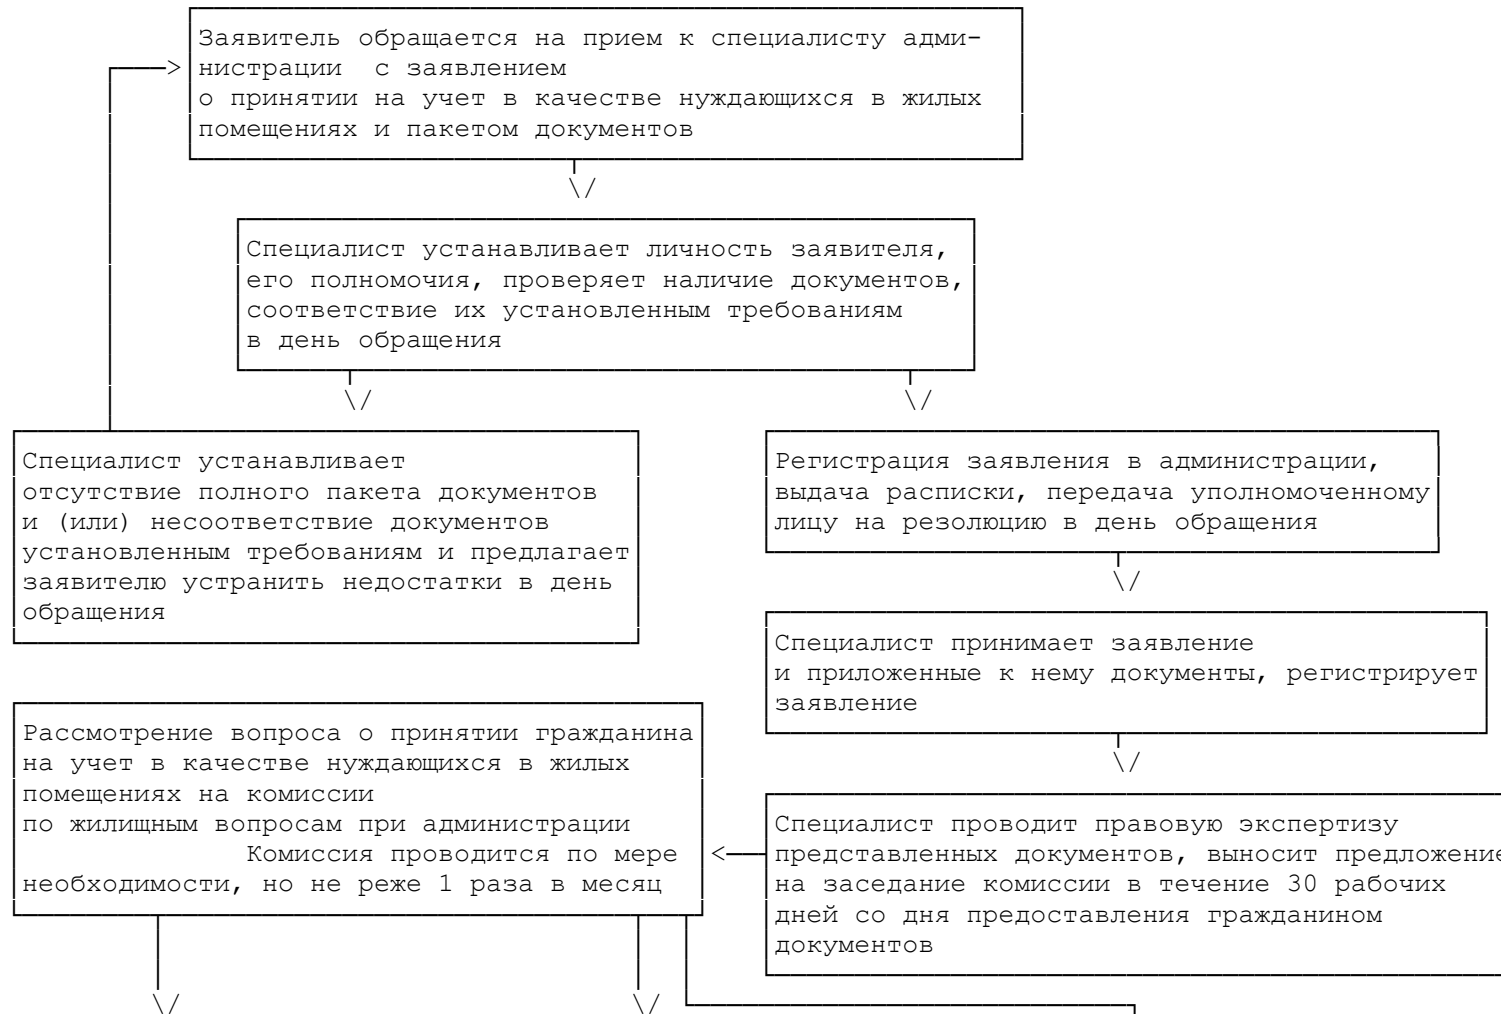 Заявитель обращается на прием к специалисту адми-
нистрации  с заявлением
о принятии на учет в качестве нуждающихся в жилых
помещениях и пакетом документов
Специалист устанавливает личность заявителя,
его полномочия, проверяет наличие документов,
соответствие их установленным требованиям
в день обращения
Специалист устанавливает
отсутствие полного пакета документов
и (или) несоответствие документов
установленным требованиям и предлагает
заявителю устранить недостатки в день
обращения
Регистрация заявления в администрации,
выдача расписки, передача уполномоченному
лицу на резолюцию в день обращения
Специалист принимает заявление
и приложенные к нему документы, регистрирует
заявление
Рассмотрение вопроса о принятии гражданина
на учет в качестве нуждающихся в жилых
помещениях на комиссии
по жилищным вопросам при администрации
Комиссия проводится по мере
необходимости, но не реже 1 раза в месяц
Специалист проводит правовую экспертизу
представленных документов, выносит предложение
на заседание комиссии в течение 30 рабочих
дней со дня предоставления гражданином
документов